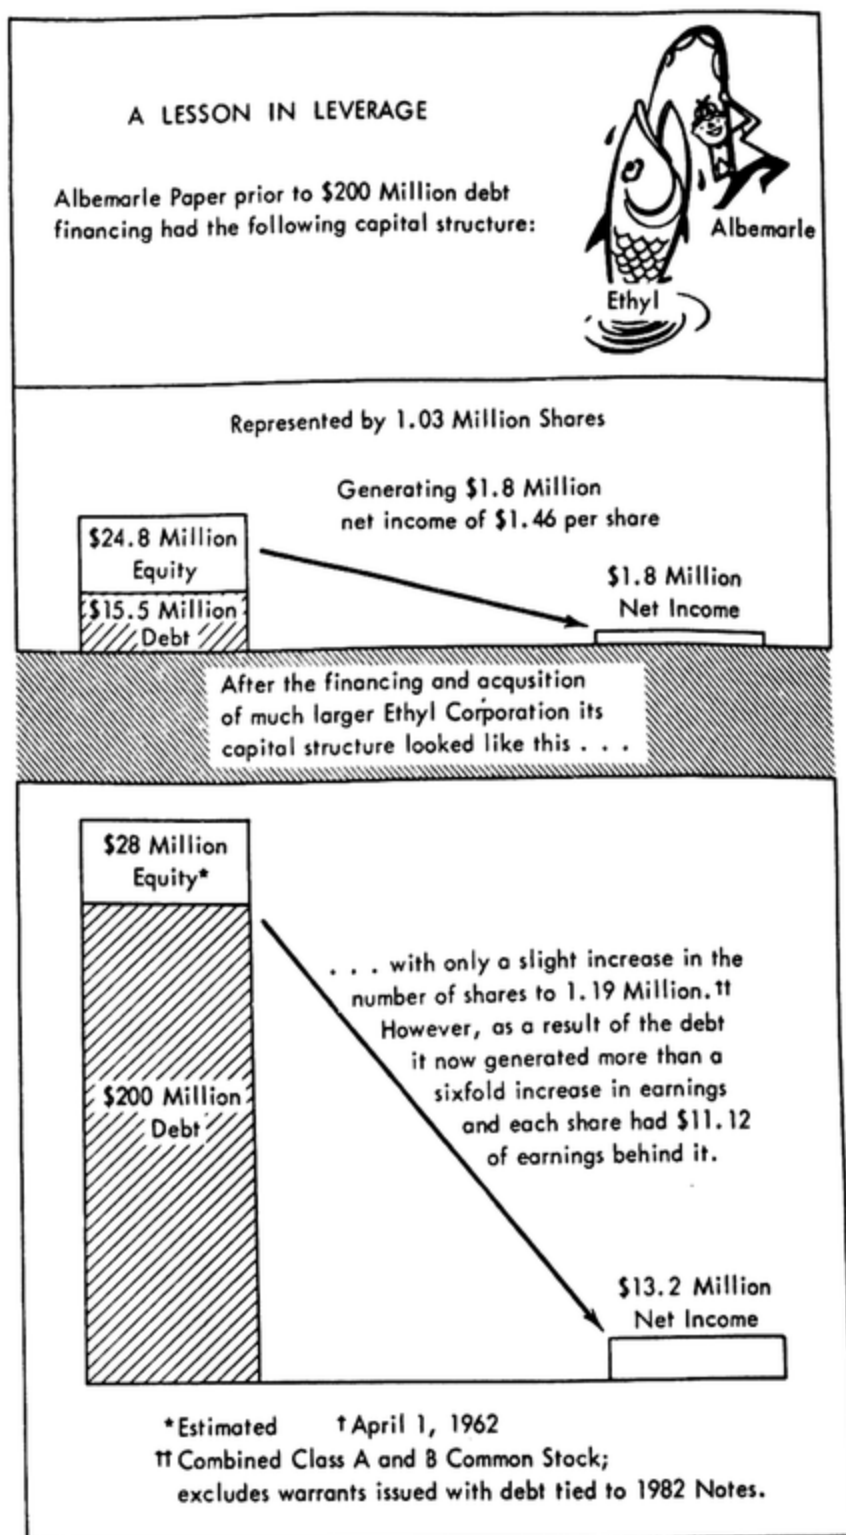 A LESSON IN LEVERAGE
Albemarle Paper prior to $200 Million debt
financing had the following capital structure:
Albemarle
Ethyl
Represented by 1.03 Million Shares
Generating $1.8 Million
net income of $1.46 per share
$24.8 Million
Equity
$15.5 Million
Debt
$1.8 Million
Net Income
After the financing and acqusition
of much larger Ethyl Corporation its
capital structure looked like this . . .
$28 Million
Equity*
$200 Million
Debt
. . . with only a slight increase in the
number of shares to 1.19 Million.††
However, as a result of the debt
it now generated more than a
sixfold increase in earnings
and each share had $11.12
of earnings behind it.
$13.2 Million
Net Income
*Estimated †April 1, 1962
††Combined Class A and B Common Stock;
excludes warrants issued with debt tied to 1982 Notes.